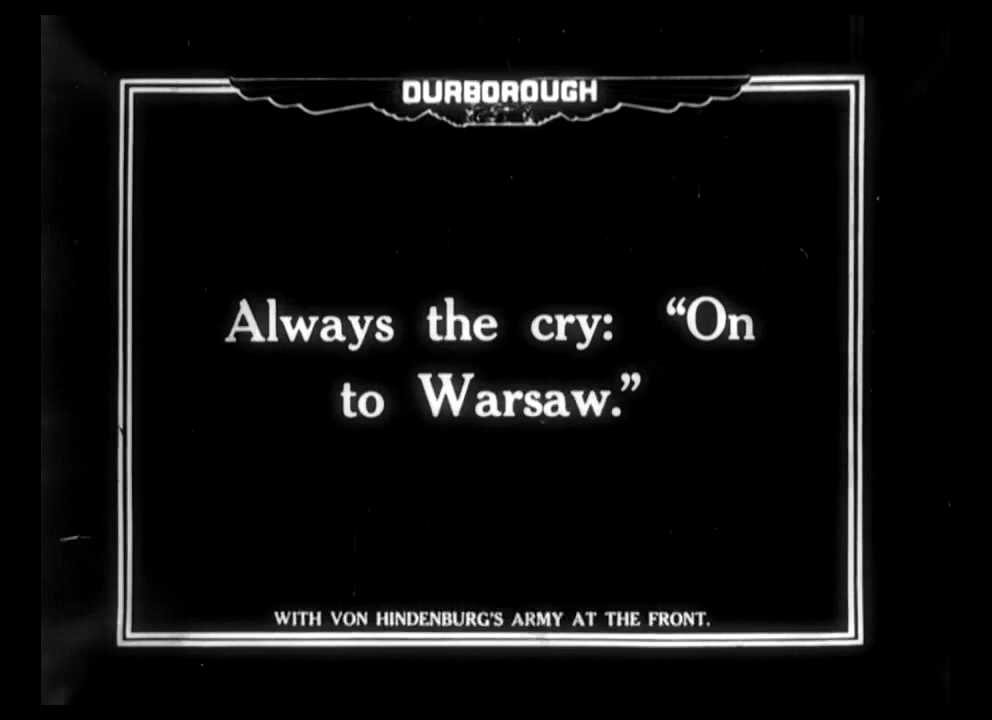 DURBOROUGH
Always the cry: “On
to Warsaw.”
WITH VON HINDENBURG'S ARMY AT THE FRONT.